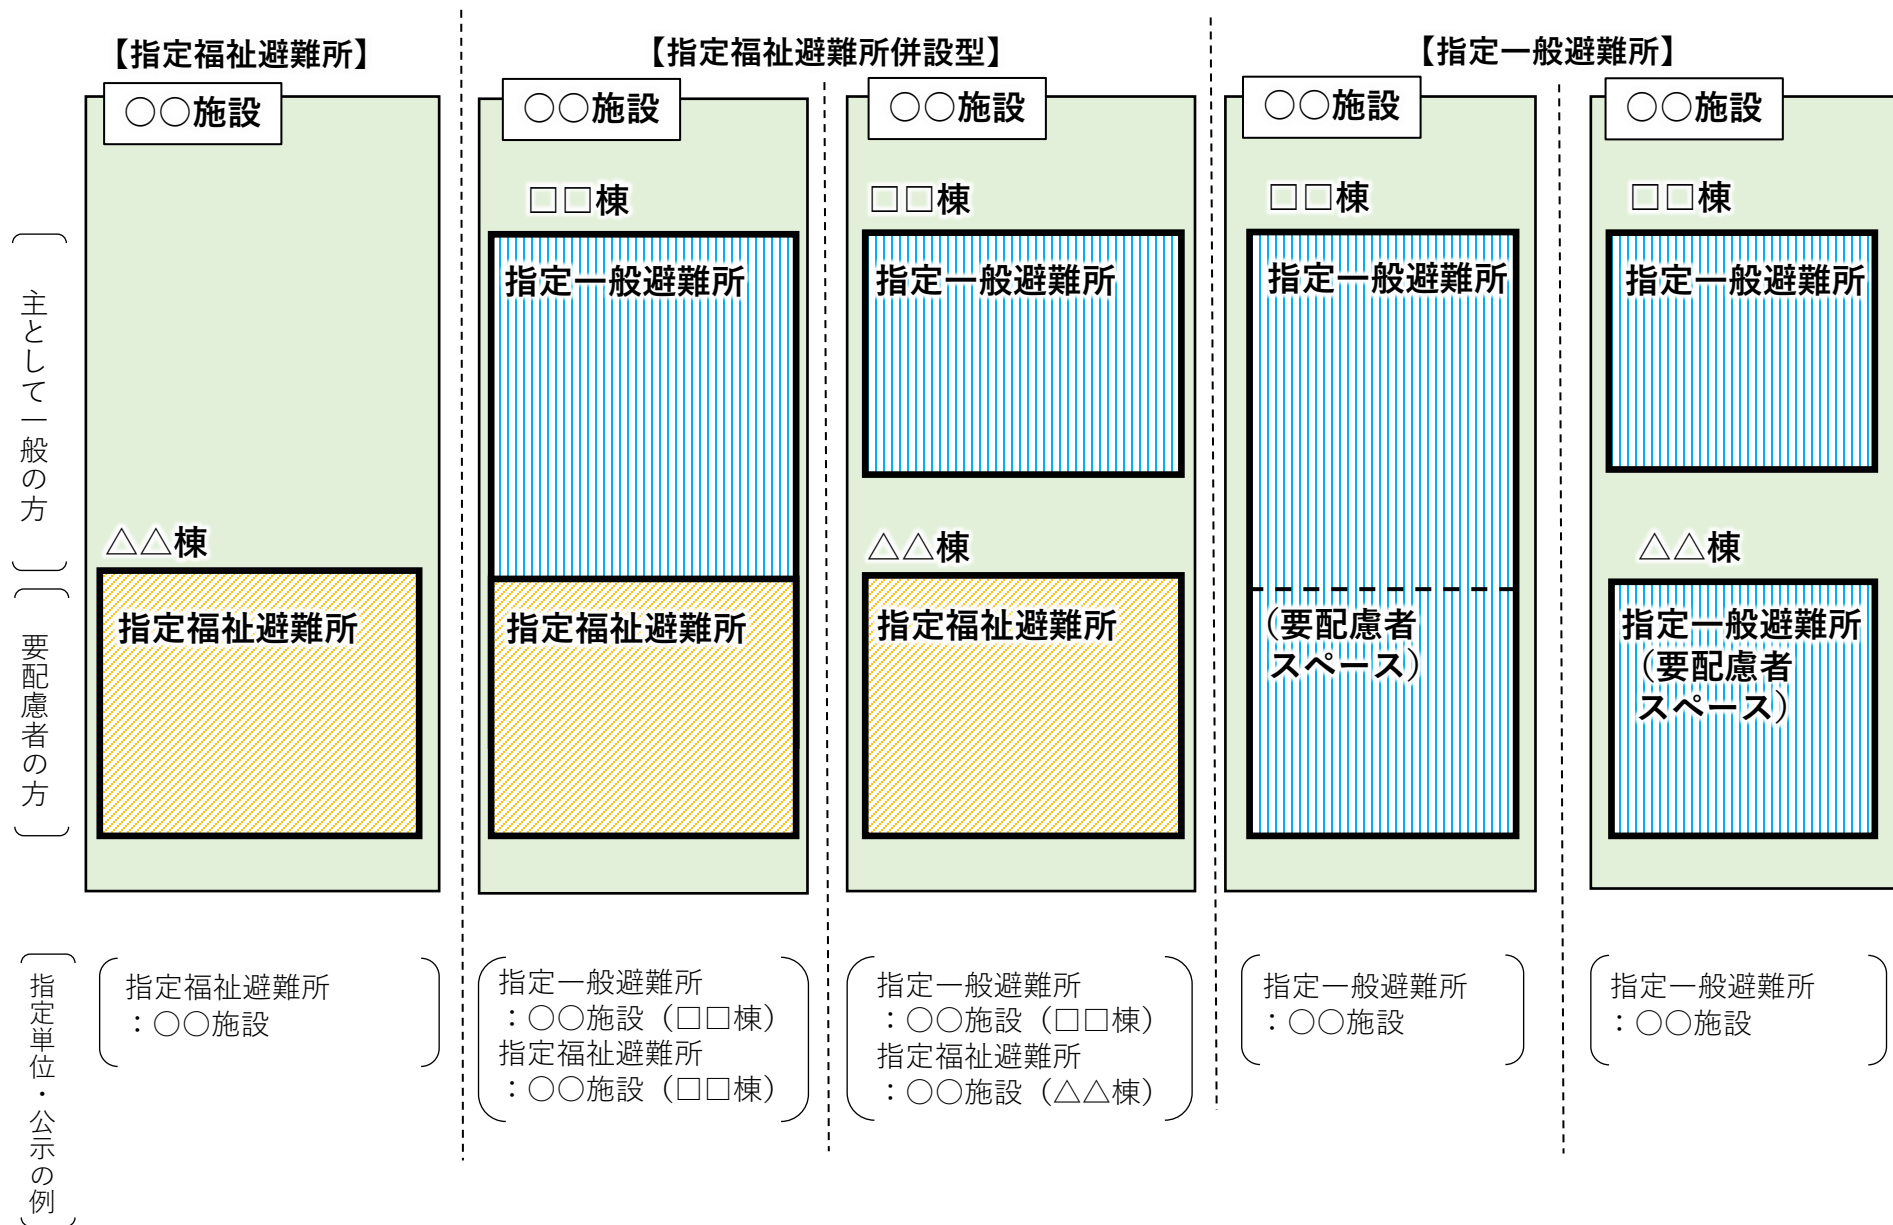 【指定福祉避難所】
【指定福祉避難所併設型】
【指定一般避難所】
○○施設
○○施設
○○施設
○○施設
○○施設
□□棟
□□棟
□□棟
□□棟
主として一般の方
指定一般避難所
指定一般避難所
指定一般避難所
指定一般避難所
△△棟
△△棟
△△棟
要配慮者の方
指定福祉避難所
指定福祉避難所
指定福祉避難所
（要配慮者
スペース）
指定一般避難所
（要配慮者
スペース）
指定単位・公示の例
指定福祉避難所
：○○施設
指定一般避難所
：○○施設（□□棟）
指定福祉避難所
：○○施設（□□棟）
指定一般避難所
：○○施設（□□棟）
指定福祉避難所
：○○施設（△△棟）
指定一般避難所
：○○施設
指定一般避難所
：○○施設